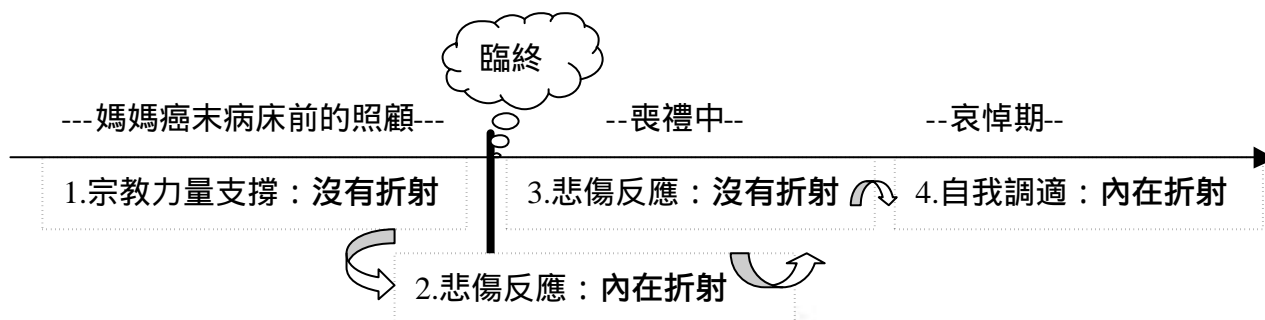 臨終
---媽媽癌末病床前的照顧---
--喪禮中--
--哀悼期--
1.宗教力量支撐：沒有折射
3.悲傷反應：沒有折射
4.自我調適：內在折射
2.悲傷反應：內在折射